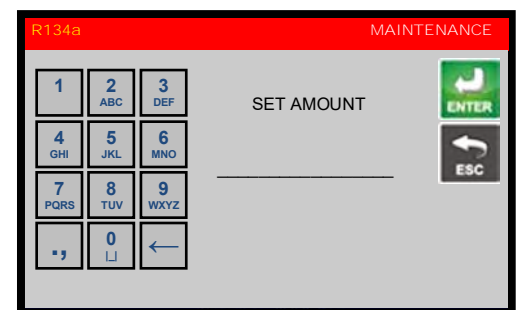 R134a MAINTENANCE
1 2 3
ABC DEF
SET AMOUNT
ENTER
4 5 6
GHI JKL MNO
ESC
7 8 9
PQRS TUV WXYZ
., 0 ←
⌴